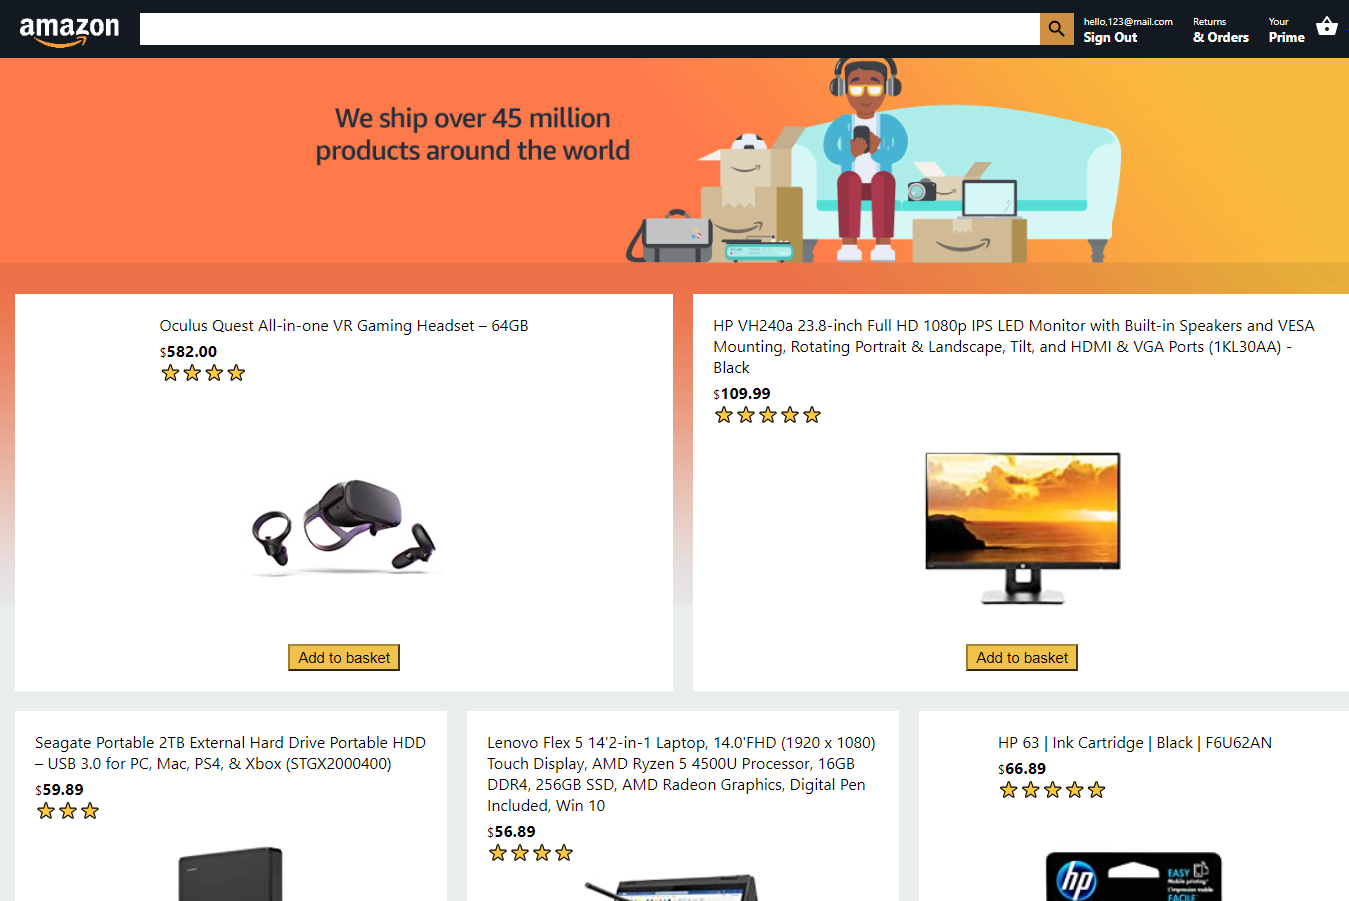 amazon
hello,123@mail.com
Sign Out
Returns
& Orders
Your
Prime
We ship over 45 million
products around the world
Oculus Quest All-in-one VR Gaming Headset – 64GB
$582.00
HP VH240a 23.8-inch Full HD 1080p IPS LED Monitor with Built-in Speakers and VESA
Mounting, Rotating Portrait & Landscape, Tilt, and HDMI & VGA Ports (1KL30AA) -
Black
$109.99
Add to basket
Add to basket
Seagate Portable 2TB External Hard Drive Portable HDD
– USB 3.0 for PC, Mac, PS4, & Xbox (STGX2000400)
$59.89
Lenovo Flex 5 14'2-in-1 Laptop, 14.0'FHD (1920 x 1080)
Touch Display, AMD Ryzen 5 4500U Processor, 16GB
DDR4, 256GB SSD, AMD Radeon Graphics, Digital Pen
Included, Win 10
$56.89
HP 63 | Ink Cartridge | Black | F6U62AN
$66.89
hp
EASY
Mobile printing
L'impression mobile
FACILE